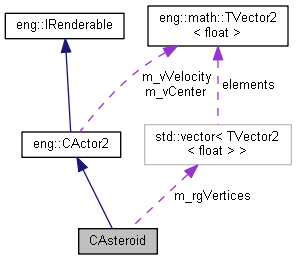 eng::IRenderable
eng::math::TVector2
< float >
m_vVelocity
m_vCenter
elements
eng::CActor2
std::vector< TVector2
< float > >
m_rgVertices
CAsteroid